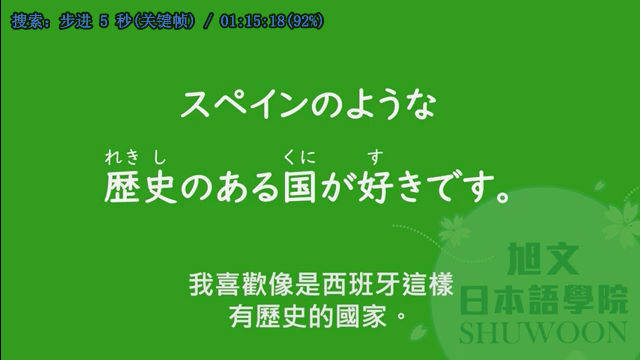 搜索: 步进 5 秒(关键帧) / 01:15:18(92%)
スペインのような
れきし くに す
歴史のある国が好きです。
我喜歡像是西班牙這樣
有歷史的國家。
旭文
日本語學院
SHUWOON